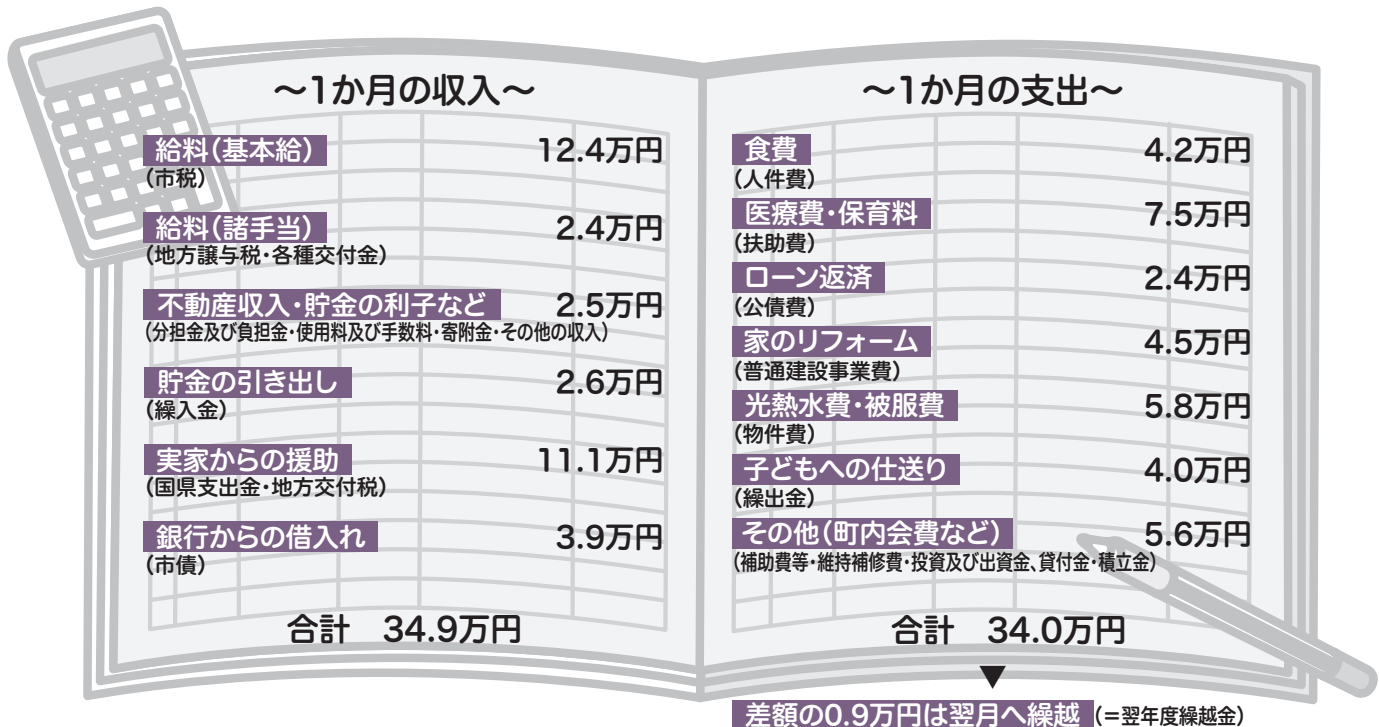 ～1か月の収入～
給料(基本給) 12.4万円
(市税)
給料(諸手当) 2.4万円
(地方譲与税・各種交付金)
不動産収入・貯金の利子など 2.5万円
(分担金及び負担金・使用料及び手数料・寄附金・その他の収入)
貯金の引き出し 2.6万円
(繰入金)
実家からの援助 11.1万円
(国県支出金・地方交付税)
銀行からの借入れ 3.9万円
(市債)
合計 34.9万円
～1か月の支出～
食費 4.2万円
(人件費)
医療費・保育料 7.5万円
(扶助費)
ローン返済 2.4万円
(公債費)
家のリフォーム 4.5万円
(普通建設事業費)
光熱水費・被服費 5.8万円
(物件費)
子どもへの仕送り 4.0万円
(繰出金)
その他(町内会費など) 5.6万円
(補助費等・維持補修費・投資及び出資金、貸付金・積立金)
合計 34.0万円
▼
差額の0.9万円は翌月へ繰越 (=翌年度繰越金)